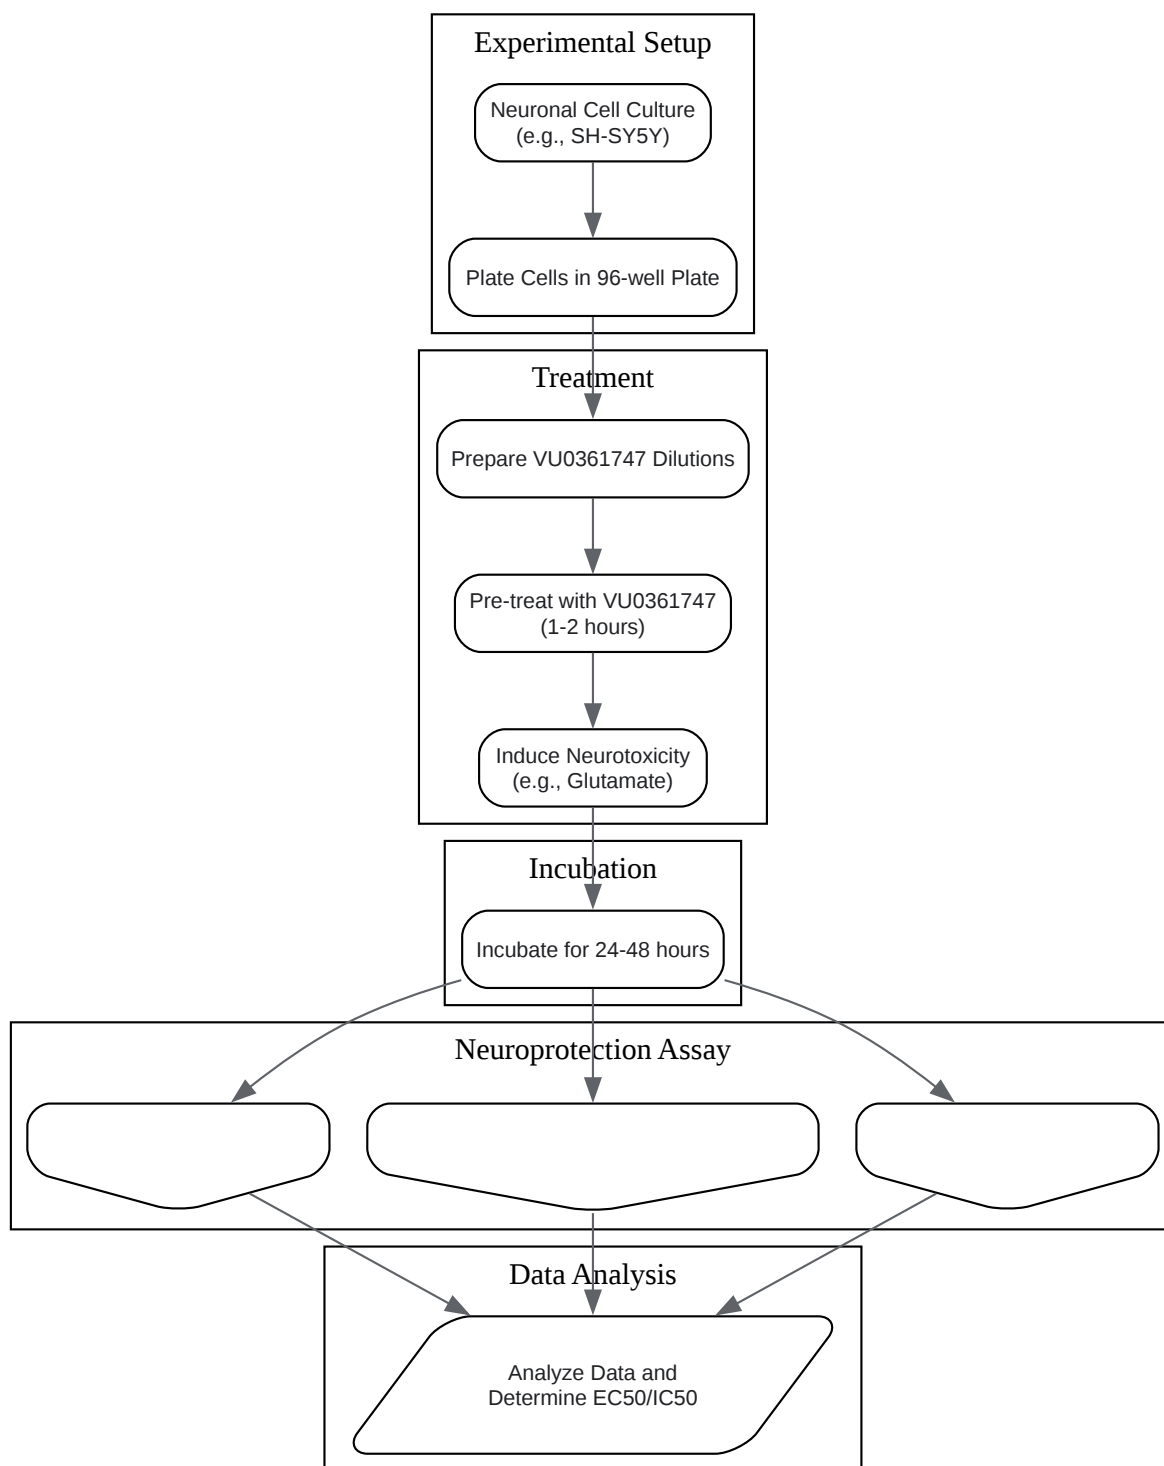 Experimental Setup
Neuronal Cell Culture
(e.g., SH-SY5Y)
Plate Cells in 96-well Plate
Treatment
Prepare VU0361747 Dilutions
Pre-treat with VU0361747
(1-2 hours)
Induce Neurotoxicity
(e.g., Glutamate)
Incubation
Incubate for 24-48 hours
Neuroprotection Assay
Data Analysis
Analyze Data and
Determine EC50/IC50